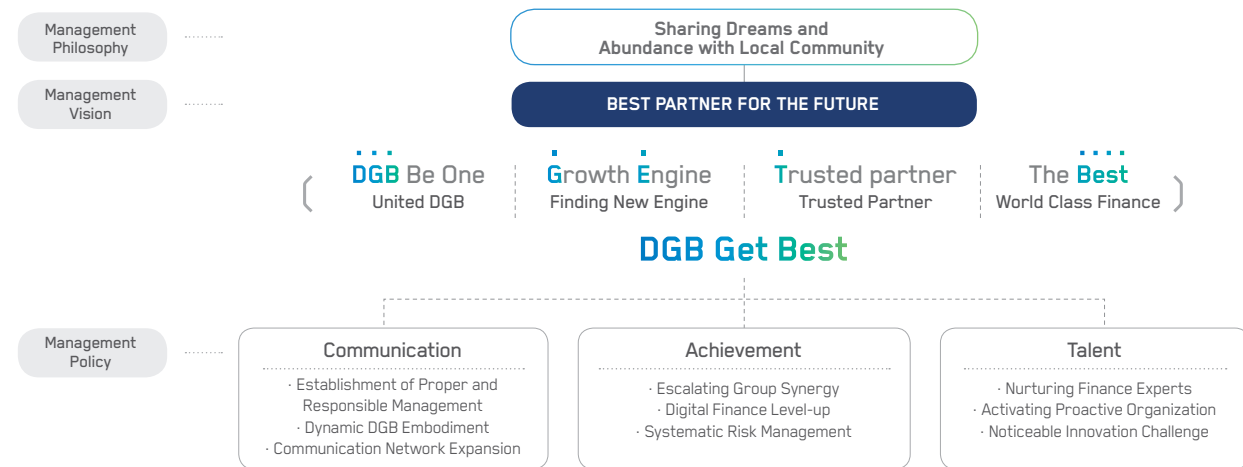 Management
Philosophy
Sharing Dreams and
Abundance with Local Community
Management
Vision
BEST PARTNER FOR THE FUTURE
DGB Be One
United DGB
Growth Engine
Finding New Engine
Trusted partner
Trusted Partner
The Best
World Class Finance
DGB Get Best
Management
Policy
Communication
· Establishment of Proper and
Responsible Management
· Dynamic DGB Embodiment
· Communication Network Expansion
Achievement
· Escalating Group Synergy
· Digital Finance Level-up
· Systematic Risk Management
Talent
· Nurturing Finance Experts
· Activating Proactive Organization
· Noticeable Innovation Challenge